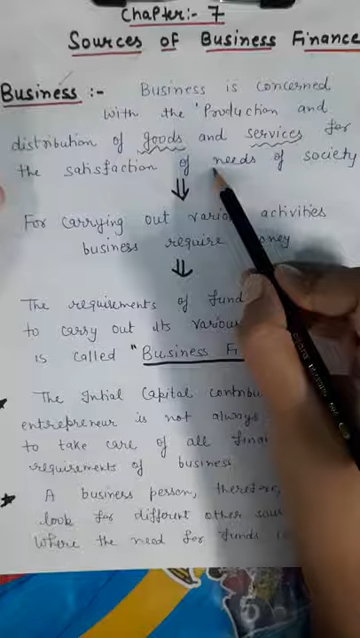 Chapter:- 7
Sources of Business Finance
Business :- Business is concerned
with the Production and
distribution of goods and services for
the satisfaction of needs of society
For carrying out activities
business require
The requirements of
to carry out its
is called "Business
The Intial Capital
entrepreneur is not always
to take care of all
requirements of business
A business person, therefore,
look for different other
where the need for funds